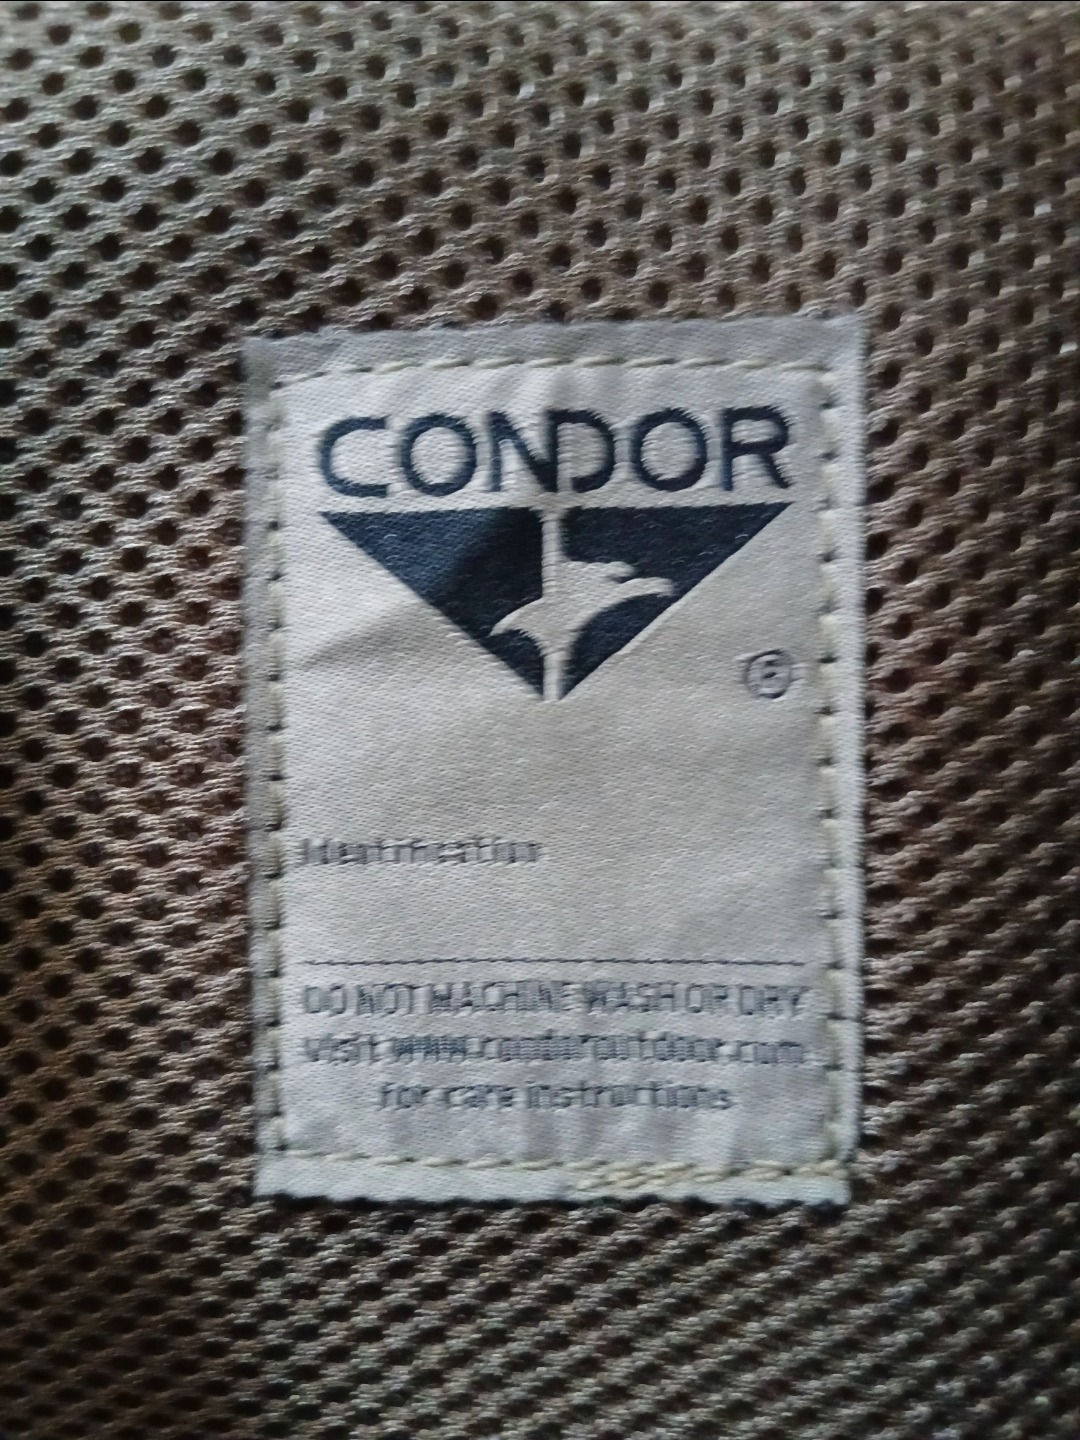 CONDOR
®
Identification
DO NOT MACHINE WASH OR DRY
visit www.condoroutdoor.com
for care instructions